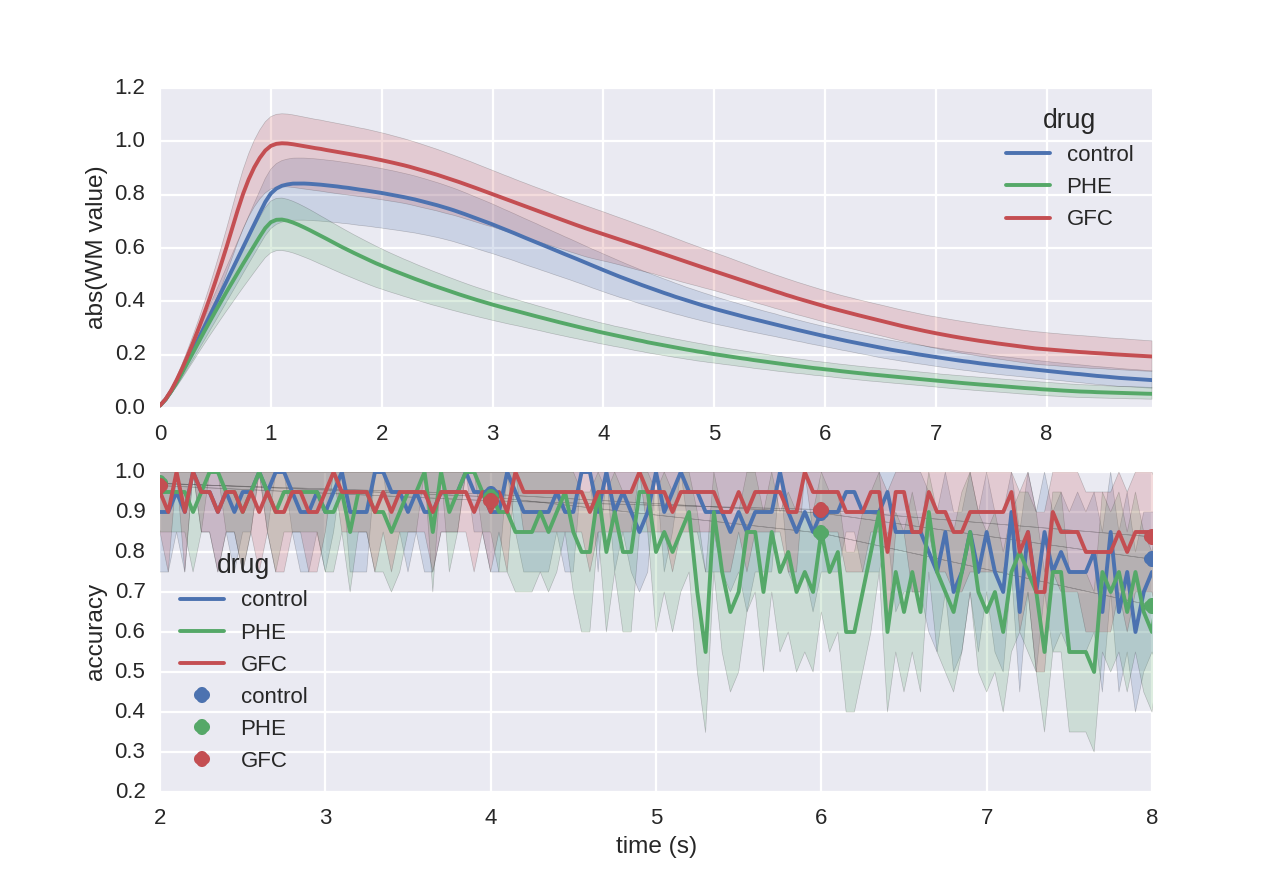 1.2
1.0
0.8
0.6
0.4
0.2
0.0
abs(WM value)
drug
control
PHE
GFC
0 1 2 3 4 5 6 7 8
1.0
0.9
0.8
0.7
0.6
0.5
0.4
0.3
0.2
accuracy
drug
control
PHE
GFC
control
PHE
GFC
2 3 4 5 6 7 8
time (s)